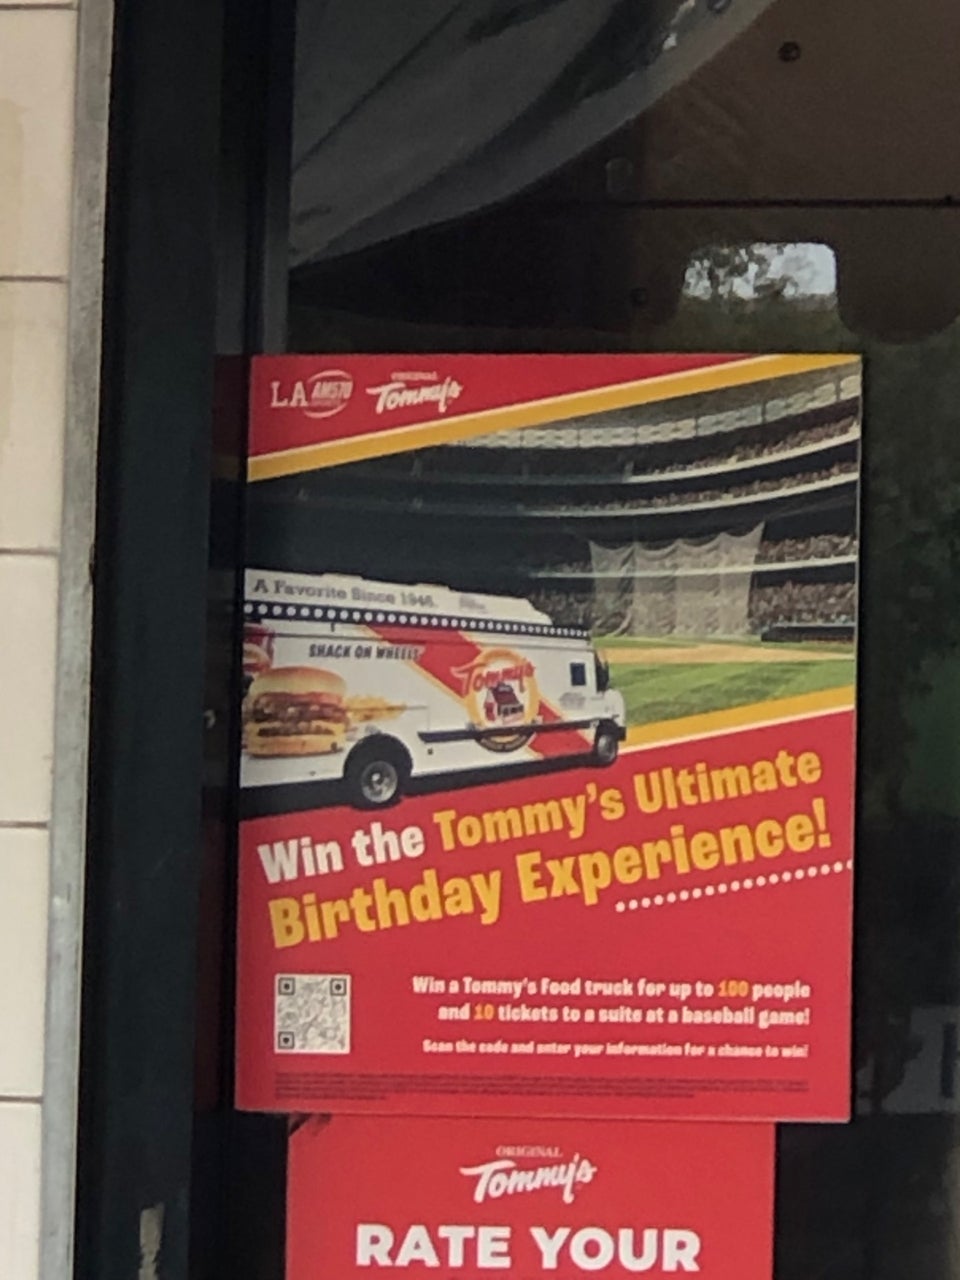 LA AM570
ORIGINAL
Tommy's
A Favorite Since 1946.
SHACK ON WHEELS
Tommy's
Win the Tommy's Ultimate
Birthday Experience!
Win a Tommy's Food truck for up to 100 people
and 10 tickets to a suite at a baseball game!
Scan the code and enter your information for a chance to win!
ORIGINAL
Tommy's
RATE YOUR